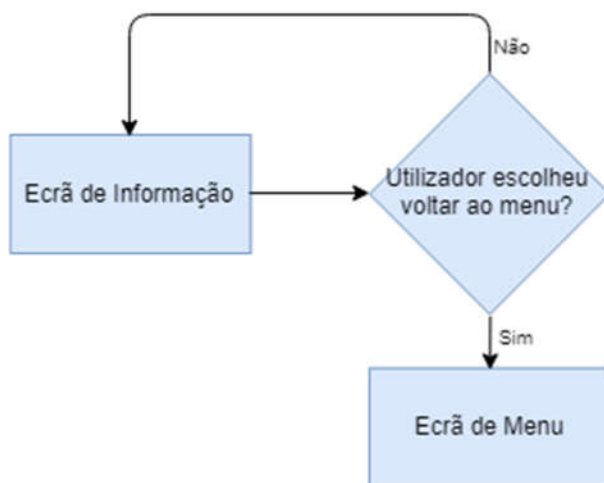 Não
Ecrã de Informação
Utilizador escolheu
voltar ao menu?
Sim
Ecrã de Menu